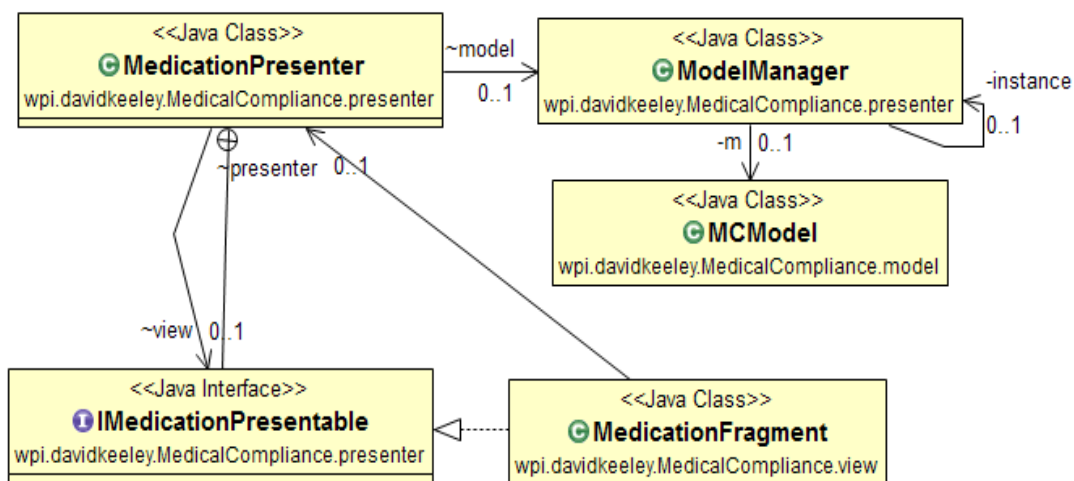 <<Java Class>>
C MedicationPresenter
wpi.davidkeeley.MedicalCompliance.presenter
~model
0..1
<<Java Class>>
C ModelManager
wpi.davidkeeley.MedicalCompliance.presenter
-instance
0..1
-m 0..1
~presenter 0..1
<<Java Class>>
C MCModel
wpi.davidkeeley.MedicalCompliance.model
~view 0..1
<<Java Interface>>
I IMedicationPresentable
wpi.davidkeeley.MedicalCompliance.presenter
<<Java Class>>
C MedicationFragment
wpi.davidkeeley.MedicalCompliance.view